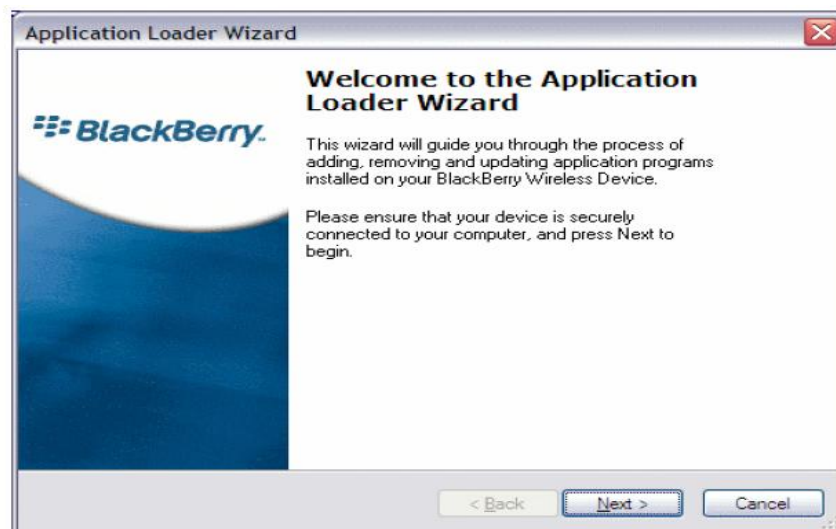 Application Loader Wizard
BlackBerry.
Welcome to the Application
Loader Wizard
This wizard will guide you through the process of
adding, removing and updating application programs
installed on your BlackBerry Wireless Device.
Please ensure that your device is securely
connected to your computer, and press Next to
begin.
< Back
Next >
Cancel